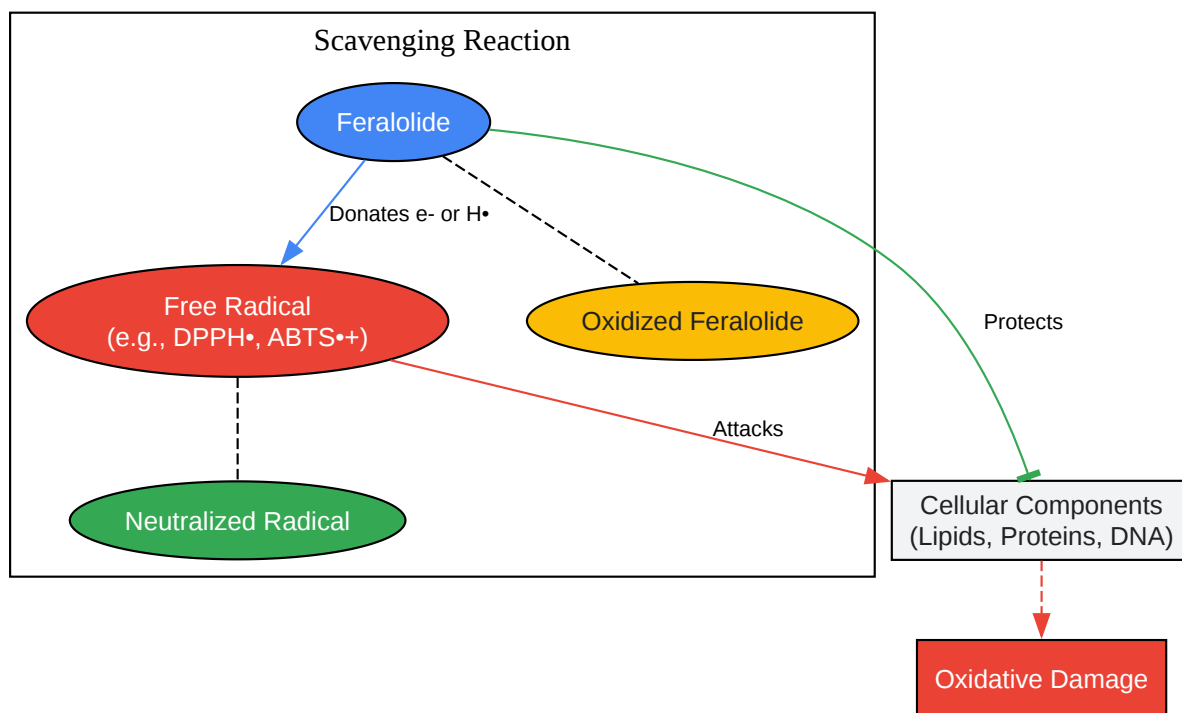 Scavenging Reaction
Feralolide
Donates e- or H•
Free Radical
(e.g., DPPH•, ABTS•+)
Oxidized Feralolide
Protects
Attacks
Neutralized Radical
Cellular Components
(Lipids, Proteins, DNA)
Oxidative Damage